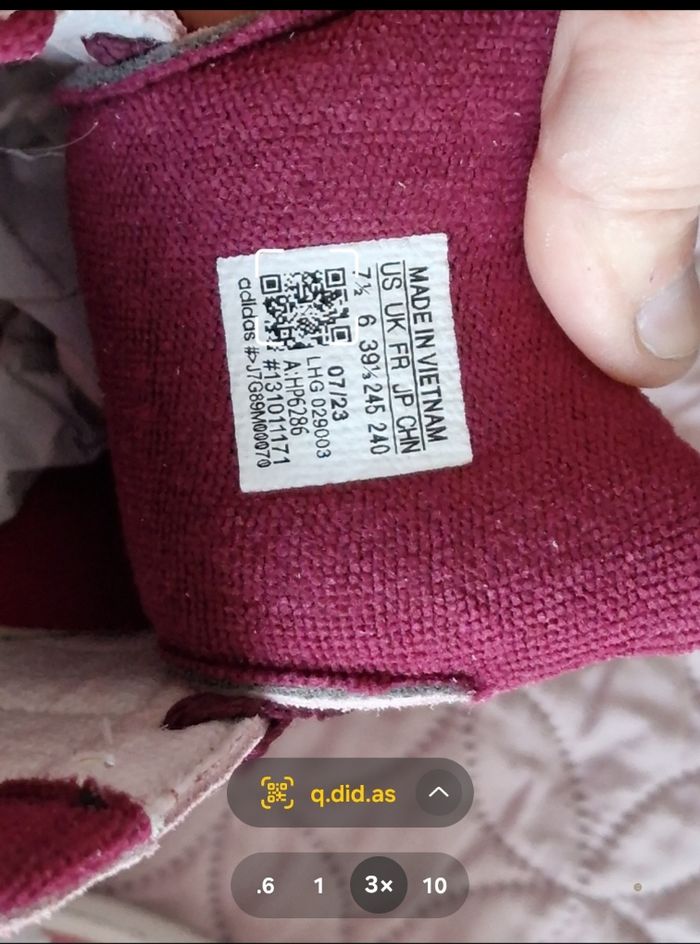 MADE IN VIETNAM
US UK FR JP CHN
7½ 6 39⅓ 245 240
07/23
LHG 029003
A:HP6286
#131011171
adidas #>J7G89M00070
q.did.as
.6 1 3× 10